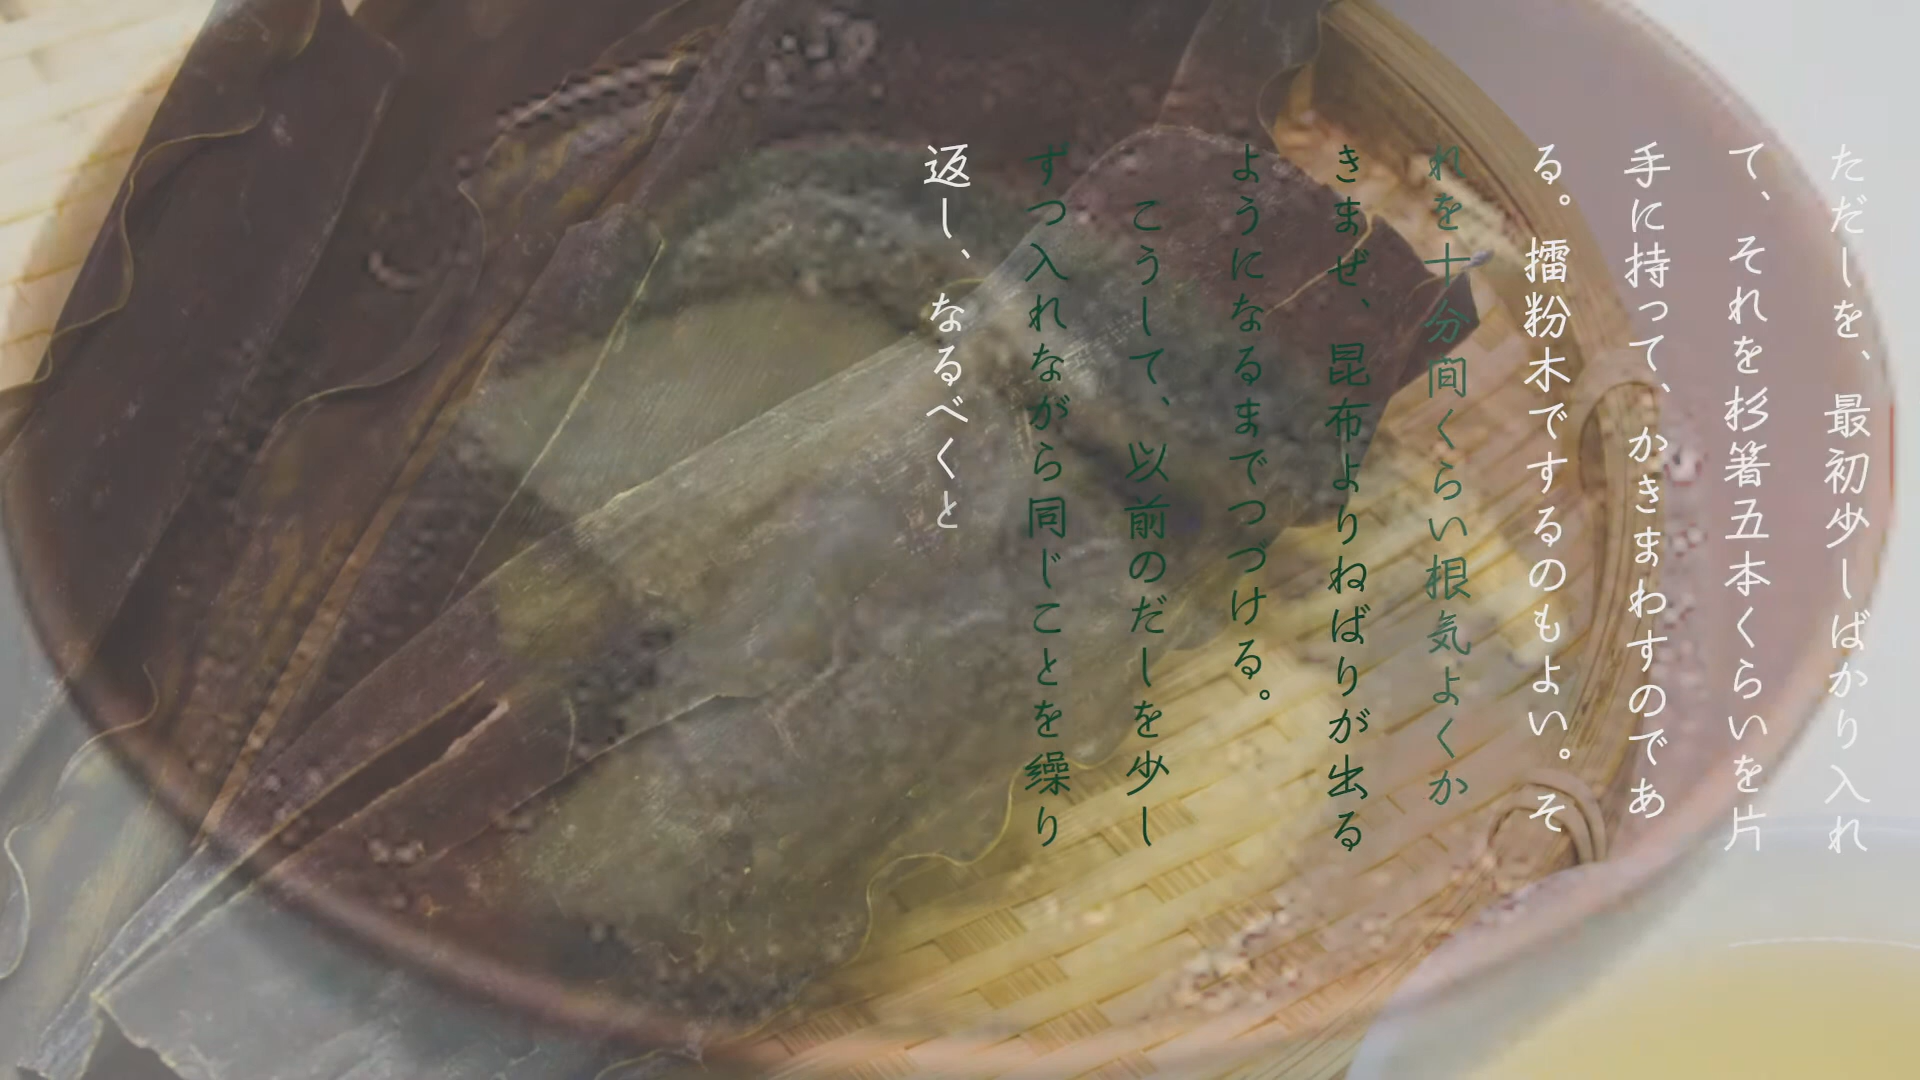 ただしを、最初少しばかり入れ
て、それを杉箸五本くらいを片
手に持って、かきまわすのであ
る。擂粉木でするのもよい。そ
れを十分間くらい根気よくか
きまぜ、昆布よりねばりが出る
ようになるまでつづける。
こうして、以前のだしを少し
ずつ入れながら同じことを繰り
返し、なるべくと